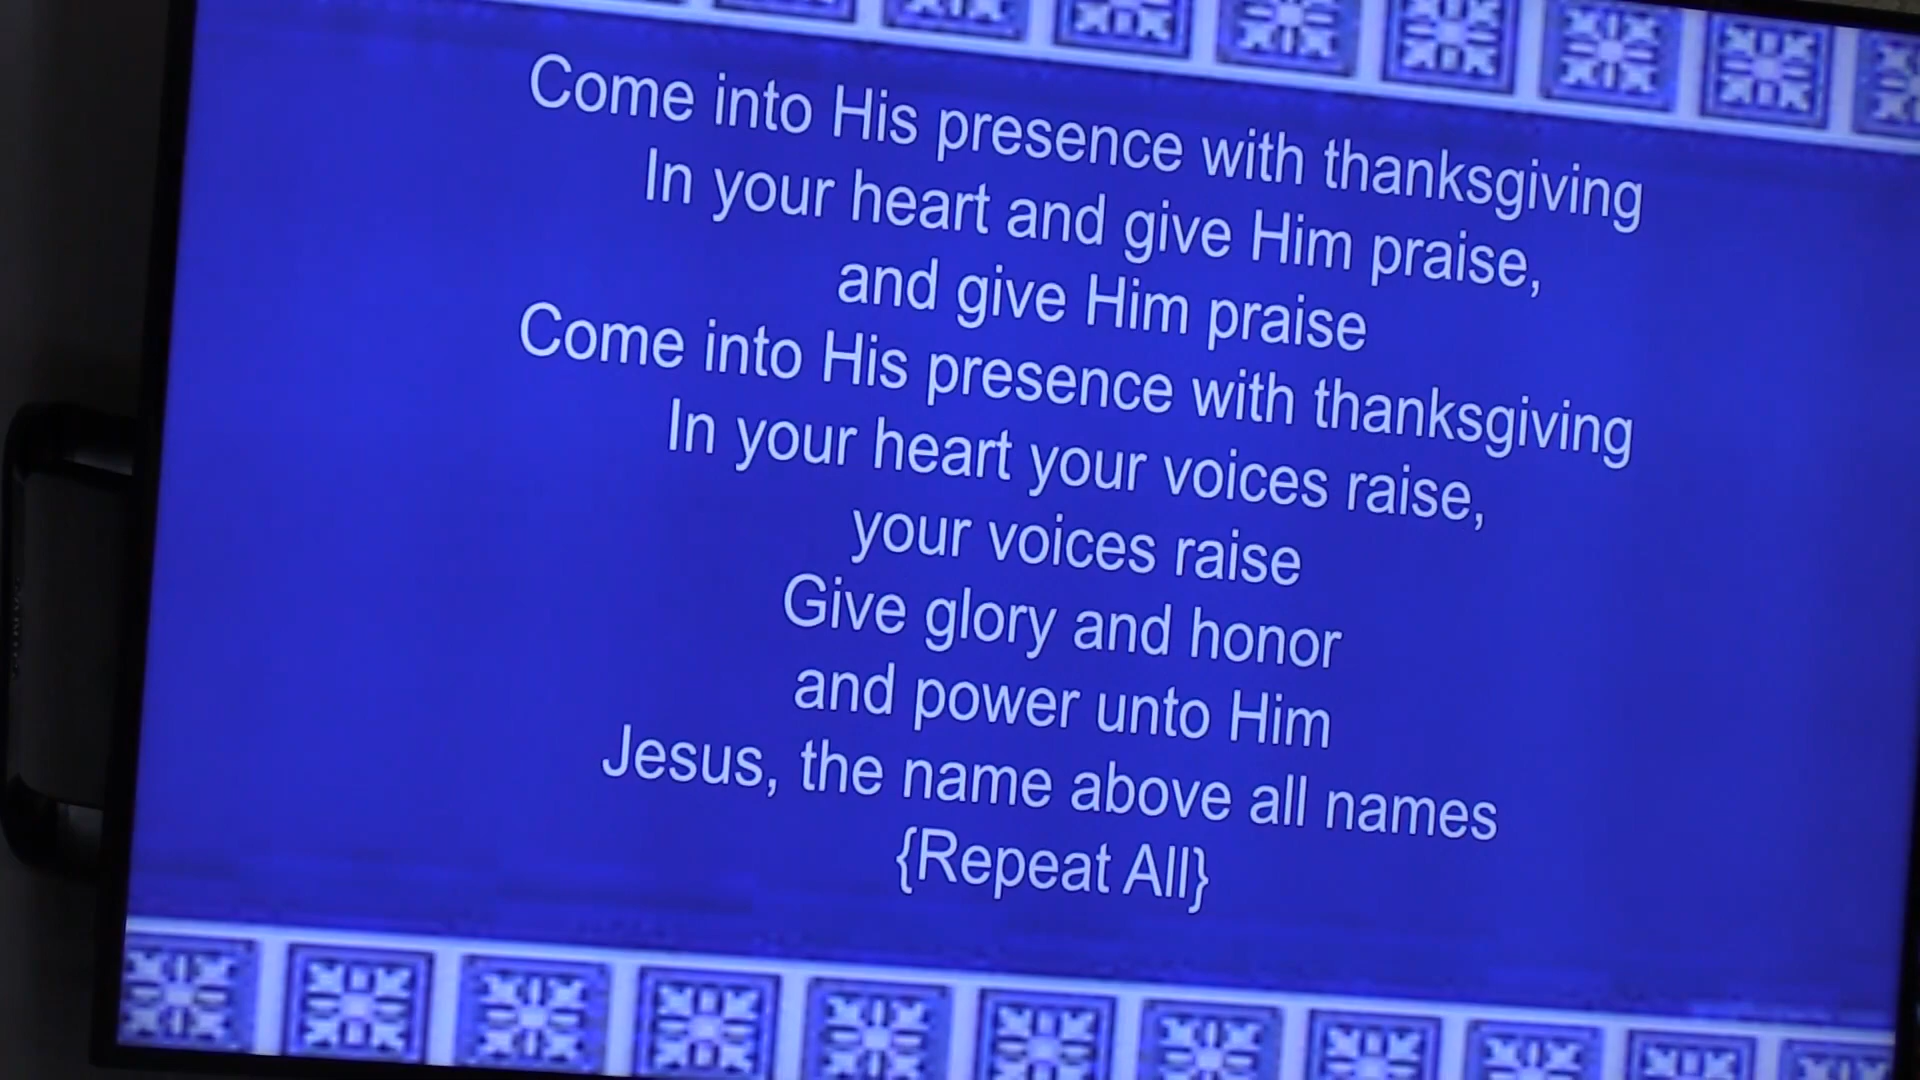 Come into His presence with thanksgiving
In your heart and give Him praise,
and give Him praise
Come into His presence with thanksgiving
In your heart your voices raise,
your voices raise
Give glory and honor
and power unto Him
Jesus, the name above all names
{Repeat All}